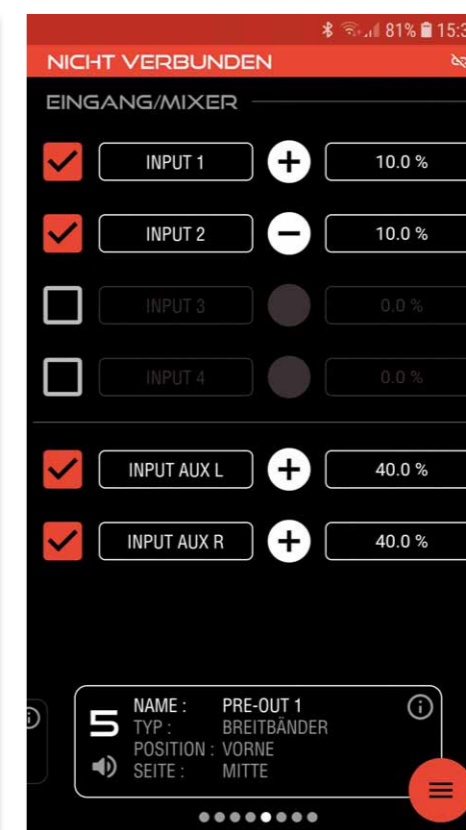 81% 15:3
NICHT VERBUNDEN
EINGANG/MIXER
INPUT 1 + 10.0 %
INPUT 2 − 10.0 %
INPUT 3 0.0 %
INPUT 4 0.0 %
INPUT AUX L + 40.0 %
INPUT AUX R + 40.0 %
5
NAME : PRE-OUT 1
TYP : BREITBÄNDER
POSITION : VORNE
SEITE : MITTE